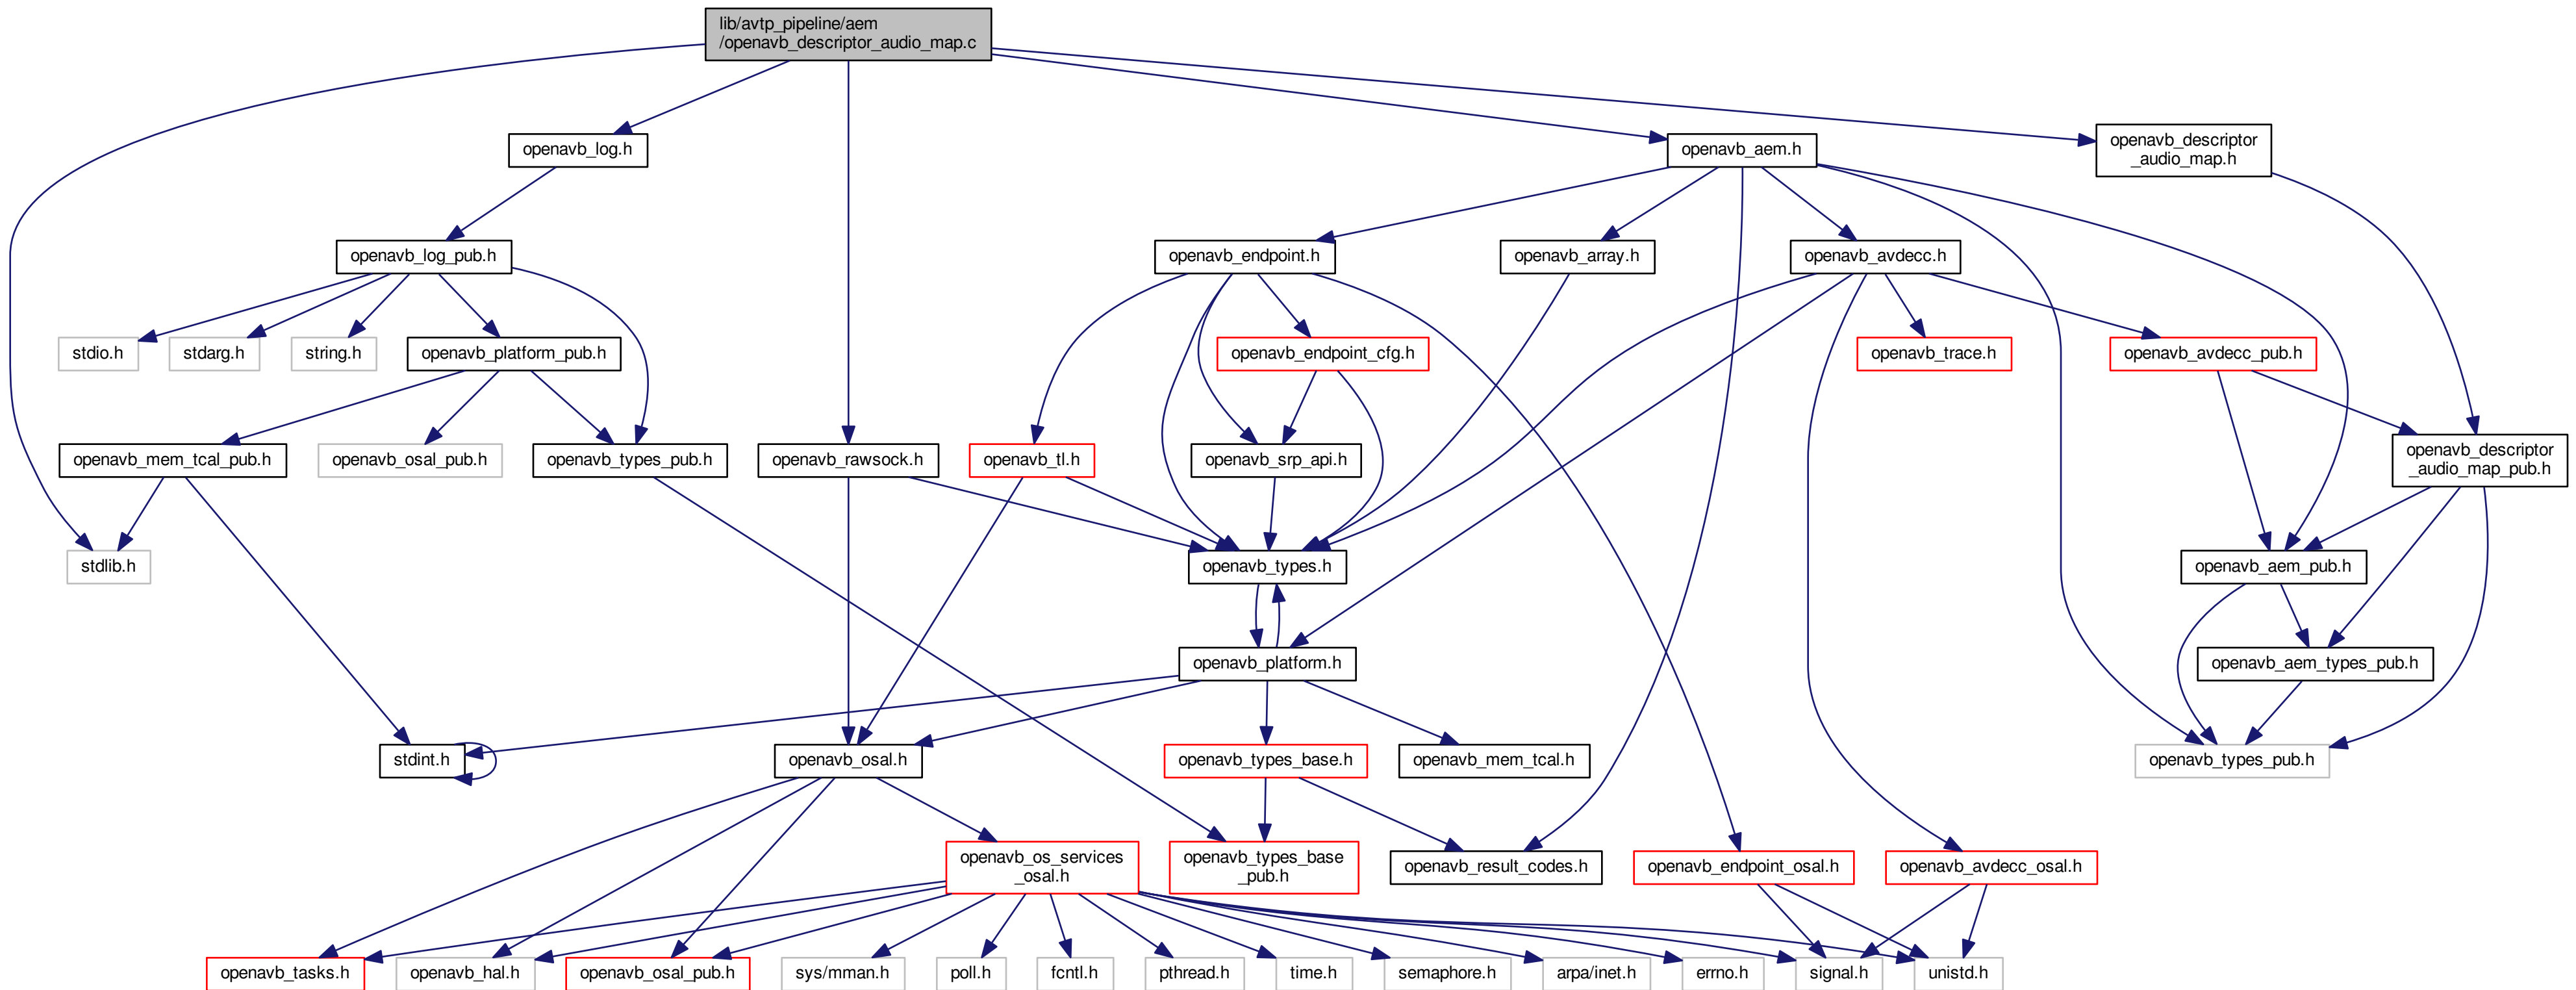 lib/avtp_pipeline/aem
/openavb_descriptor_audio_map.c
openavb_log.h
openavb_aem.h
openavb_descriptor
_audio_map.h
openavb_log_pub.h
openavb_endpoint.h
openavb_array.h
openavb_avdecc.h
stdio.h
stdarg.h
string.h
openavb_platform_pub.h
openavb_endpoint_cfg.h
openavb_trace.h
openavb_avdecc_pub.h
openavb_mem_tcal_pub.h
openavb_osal_pub.h
openavb_types_pub.h
openavb_rawsock.h
openavb_tl.h
openavb_srp_api.h
openavb_descriptor
_audio_map_pub.h
stdlib.h
openavb_types.h
openavb_aem_pub.h
openavb_platform.h
openavb_aem_types_pub.h
stdint.h
openavb_osal.h
openavb_types_base.h
openavb_mem_tcal.h
openavb_types_pub.h
openavb_os_services
_osal.h
openavb_types_base
_pub.h
openavb_result_codes.h
openavb_endpoint_osal.h
openavb_avdecc_osal.h
openavb_tasks.h
openavb_hal.h
openavb_osal_pub.h
sys/mman.h
poll.h
fcntl.h
pthread.h
time.h
semaphore.h
arpa/inet.h
errno.h
signal.h
unistd.h